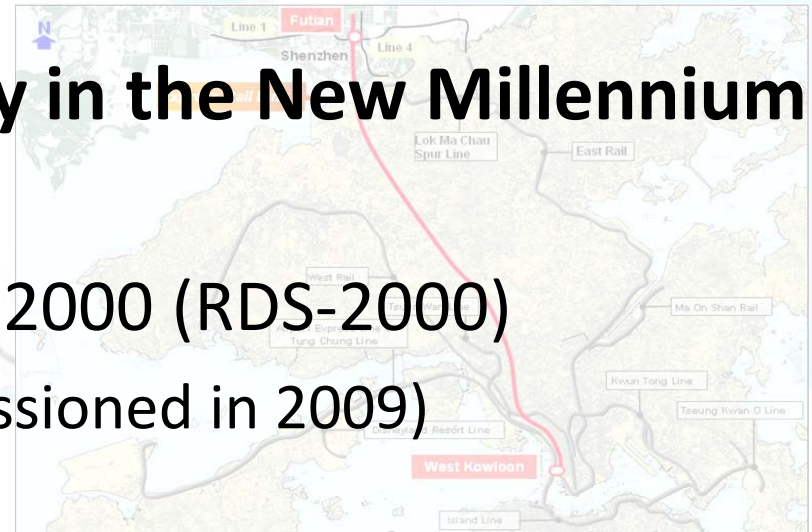 N
Line 1
Futian
Shenzhen
Line 4
y in the New Millennium
Lok Ma Chau
Spur Line
East Rail
West Rail
2000 (RDS-2000)
Ma On Shan Rail
Tung Chung Line
Kwun Tong Line
ssioned in 2009)
Tseung Kwan O Line
Disneyland Resort Line
West Kowloon
Island Line